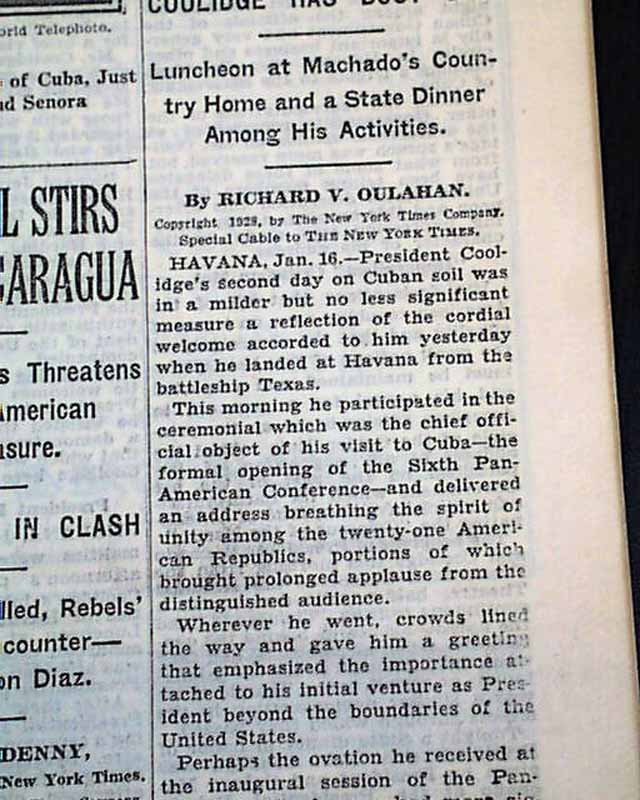 orld Telephoto.
of Cuba, Just
d Senora
L STIRS
CARAGUA
s Threatens
American
sure.
IN CLASH
lled, Rebels'
counter—
on Diaz.
DENNY,
New York Times.
COOLIDGE HAS
Luncheon at Machado's Coun-
try Home and a State Dinner
Among His Activities.
By RICHARD V. OULAHAN.
Copyright, 1928, by The New York Times Company.
Special Cable to THE NEW YORK TIMES.
HAVANA, Jan. 16.—President Cool-
idge's second day on Cuban soil was
in a milder but no less significant
measure a reflection of the cordial
welcome accorded to him yesterday
when he landed at Havana from the
battleship Texas.
This morning he participated in the
ceremonial which was the chief offi-
cial object of his visit to Cuba—the
formal opening of the Sixth Pan-
American Conference—and delivered
an address breathing the spirit of
unity among the twenty-one Ameri-
can Republics, portions of which
brought prolonged applause from the
distinguished audience.
Wherever he went, crowds lined
the way and gave him a greeting
that emphasized the importance at-
tached to his initial venture as Pres-
ident beyond the boundaries of the
United States.
Perhaps the ovation he received at
the inaugural session of the Pan-